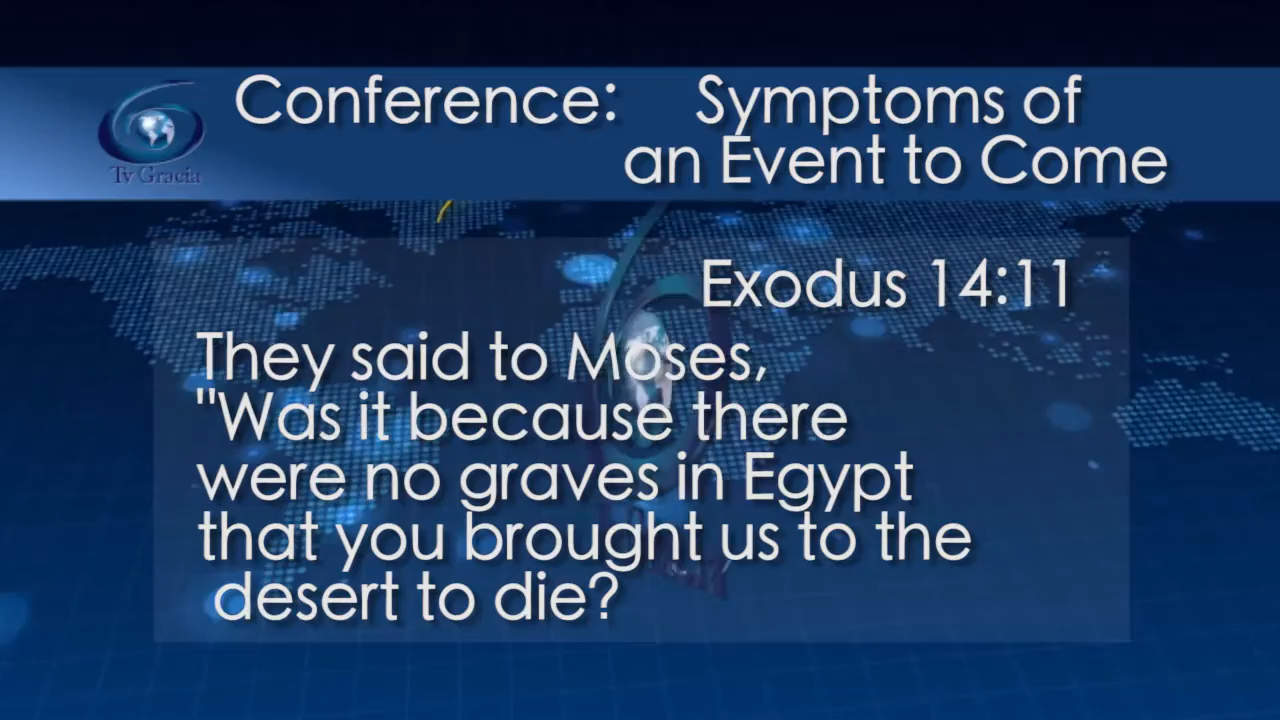 Conference: Symptoms of
an Event to Come
Tv Gracia
Exodus 14:11
They said to Moses,
"Was it because there
were no graves in Egypt
that you brought us to the
desert to die?